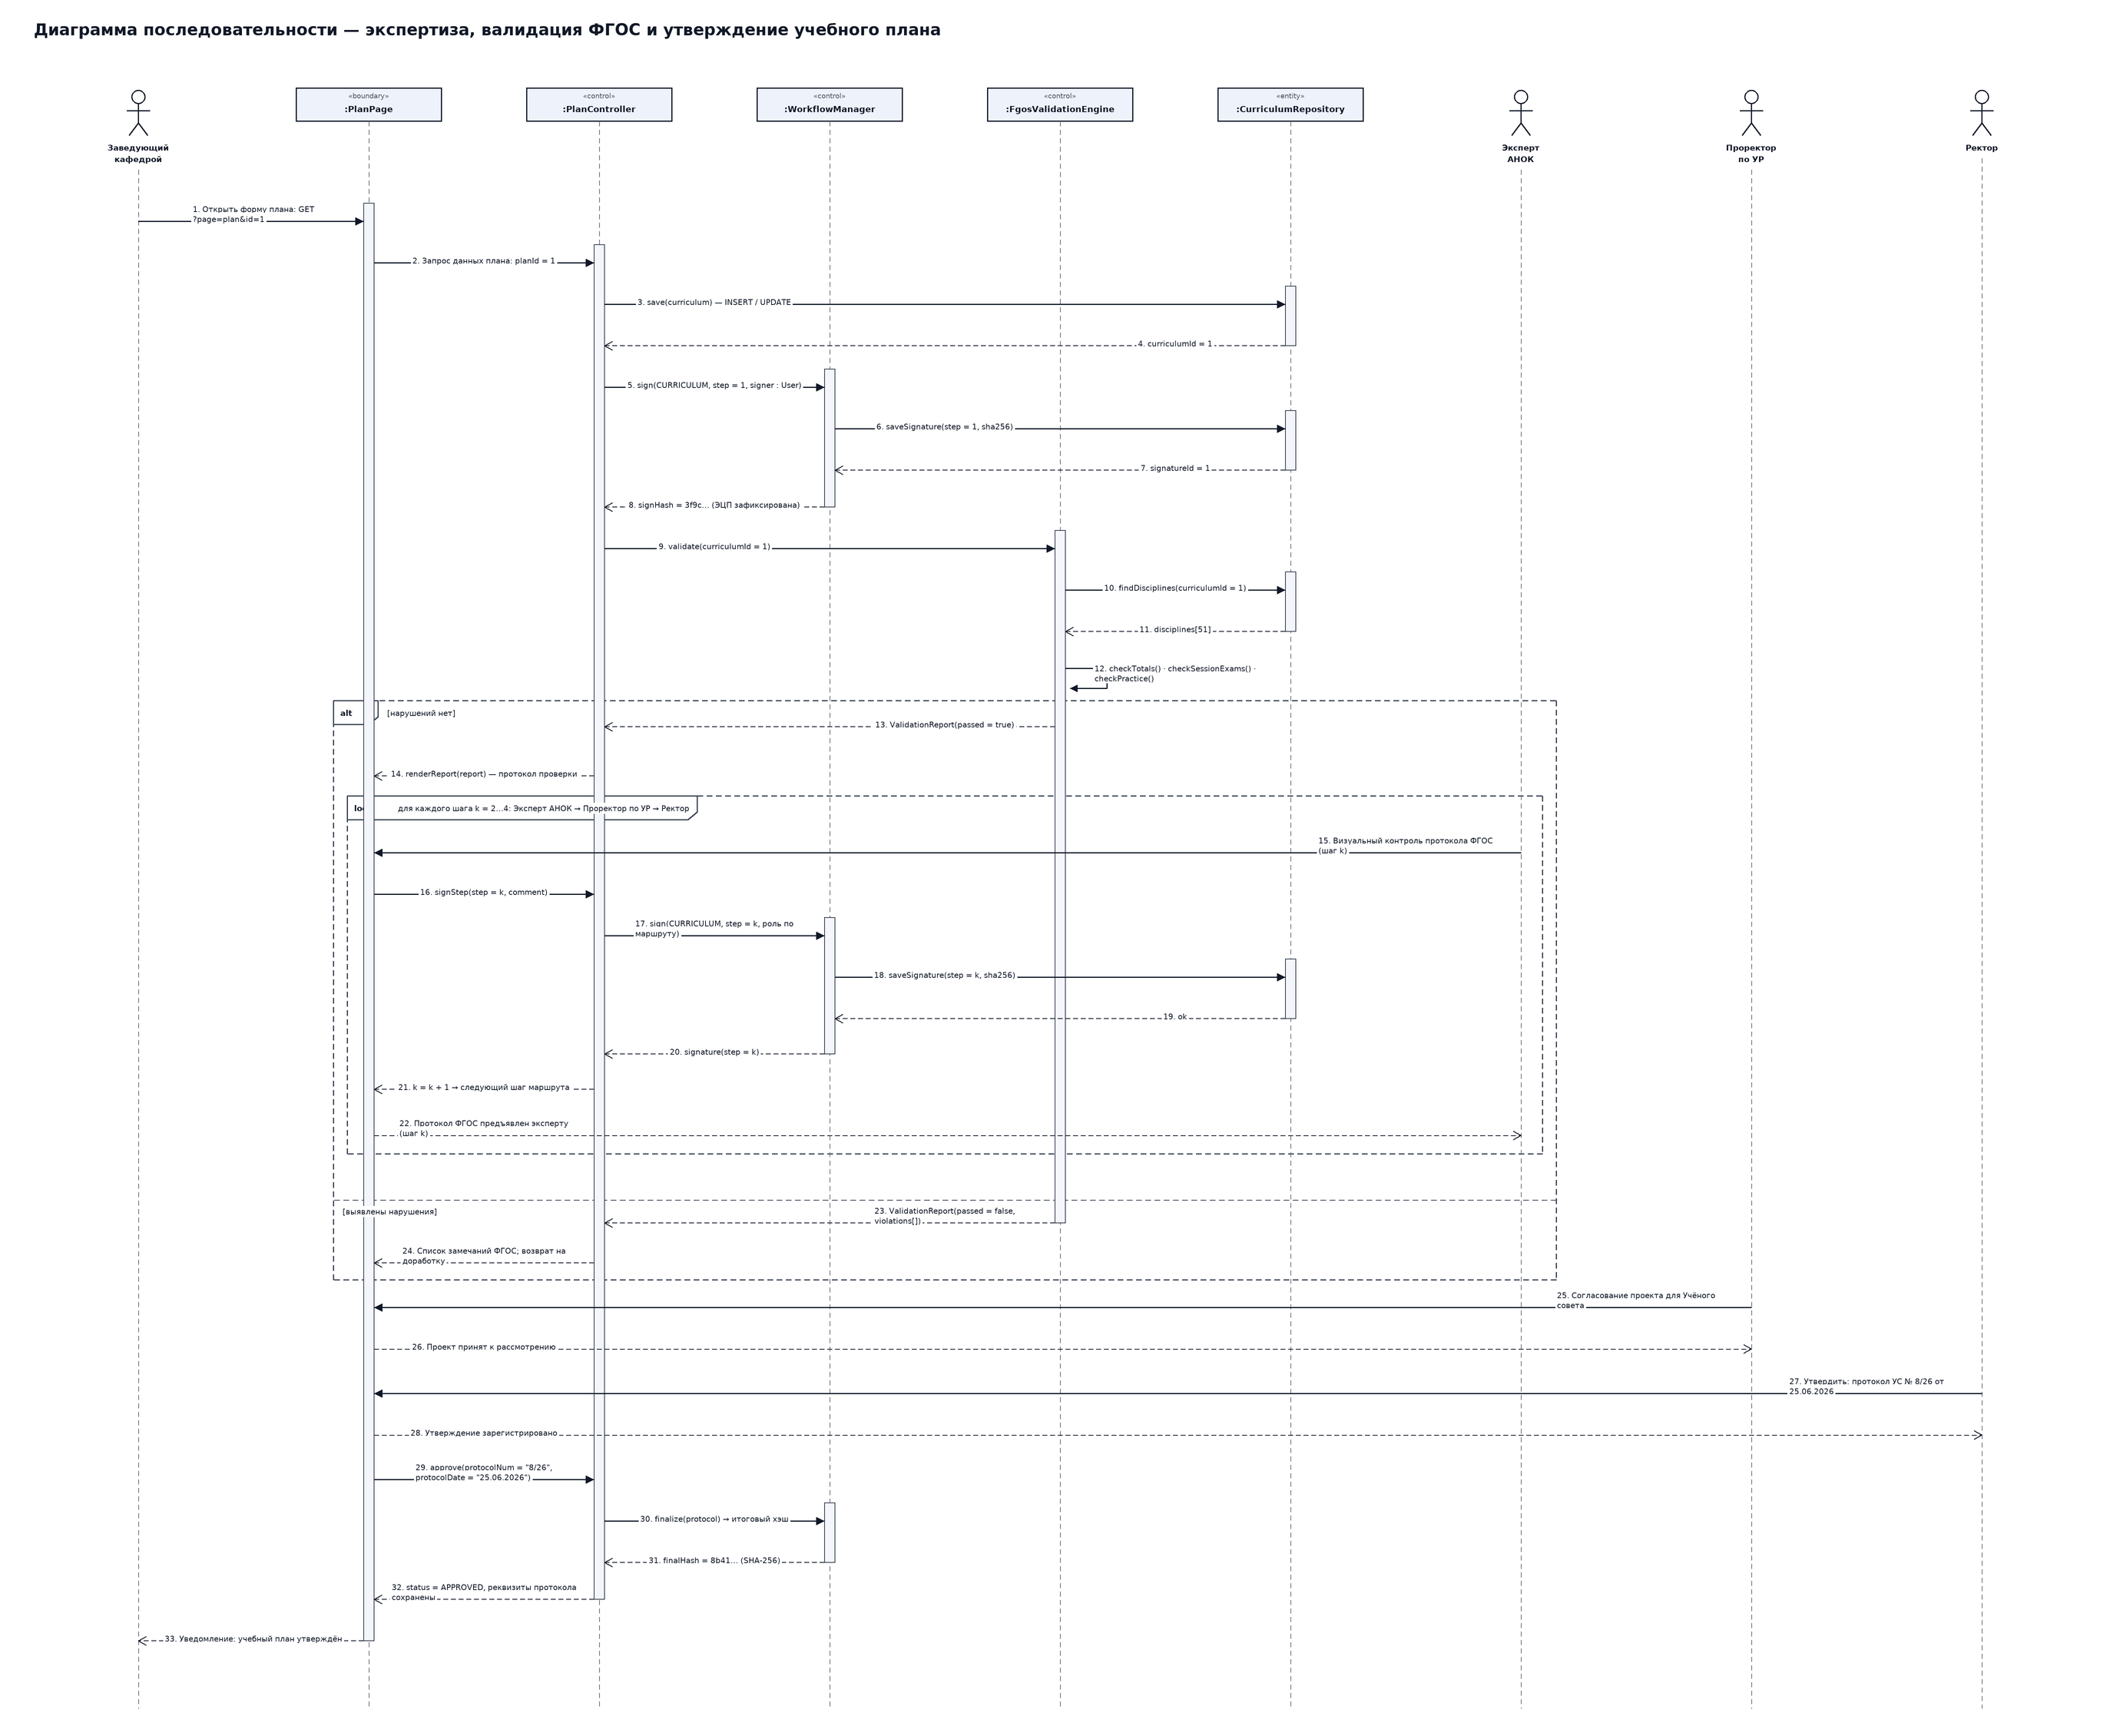 Диаграмма последовательности — экспертиза, валидация ФГОС и утверждение учебного плана
«boundary»
:PlanPage
«control»
:PlanController
«control»
:WorkflowManager
«control»
:FgosValidationEngine
«entity»
:CurriculumRepository
Заведующий
кафедрой
Эксперт
АНОК
Проректор
по УР
Ректор
1. Открыть форму плана: GET
?page=plan&id=1
2. Запрос данных плана: planId = 1
3. save(curriculum) — INSERT / UPDATE
4. curriculumId = 1
5. sign(CURRICULUM, step = 1, signer : User)
6. saveSignature(step = 1, sha256)
7. signatureId = 1
8. signHash = 3f9c… (ЭЦП зафиксирована)
9. validate(curriculumId = 1)
10. findDisciplines(curriculumId = 1)
11. disciplines[51]
12. checkTotals() · checkSessionExams() ·
checkPractice()
alt
[нарушений нет]
13. ValidationReport(passed = true)
14. renderReport(report) — протокол проверки
для каждого шага k = 2…4: Эксперт АНОК → Проректор по УР → Ректор
15. Визуальный контроль протокола ФГОС
(шаг k)
16. signStep(step = k, comment)
17. sign(CURRICULUM, step = k, роль по
маршруту)
18. saveSignature(step = k, sha256)
19. ok
20. signature(step = k)
21. k = k + 1 → следующий шаг маршрута
22. Протокол ФГОС предъявлен эксперту
(шаг k)
[выявлены нарушения]
23. ValidationReport(passed = false,
violations[])
24. Список замечаний ФГОС; возврат на
доработку
25. Согласование проекта для Учёного
совета
26. Проект принят к рассмотрению
27. Утвердить: протокол УС № 8/26 от
25.06.2026
28. Утверждение зарегистрировано
29. approve(protocolNum = "8/26",
protocolDate = "25.06.2026")
30. finalize(protocol) → итоговый хэш
31. finalHash = 8b41… (SHA-256)
32. status = APPROVED, реквизиты протокола
сохранены
33. Уведомление: учебный план утверждён